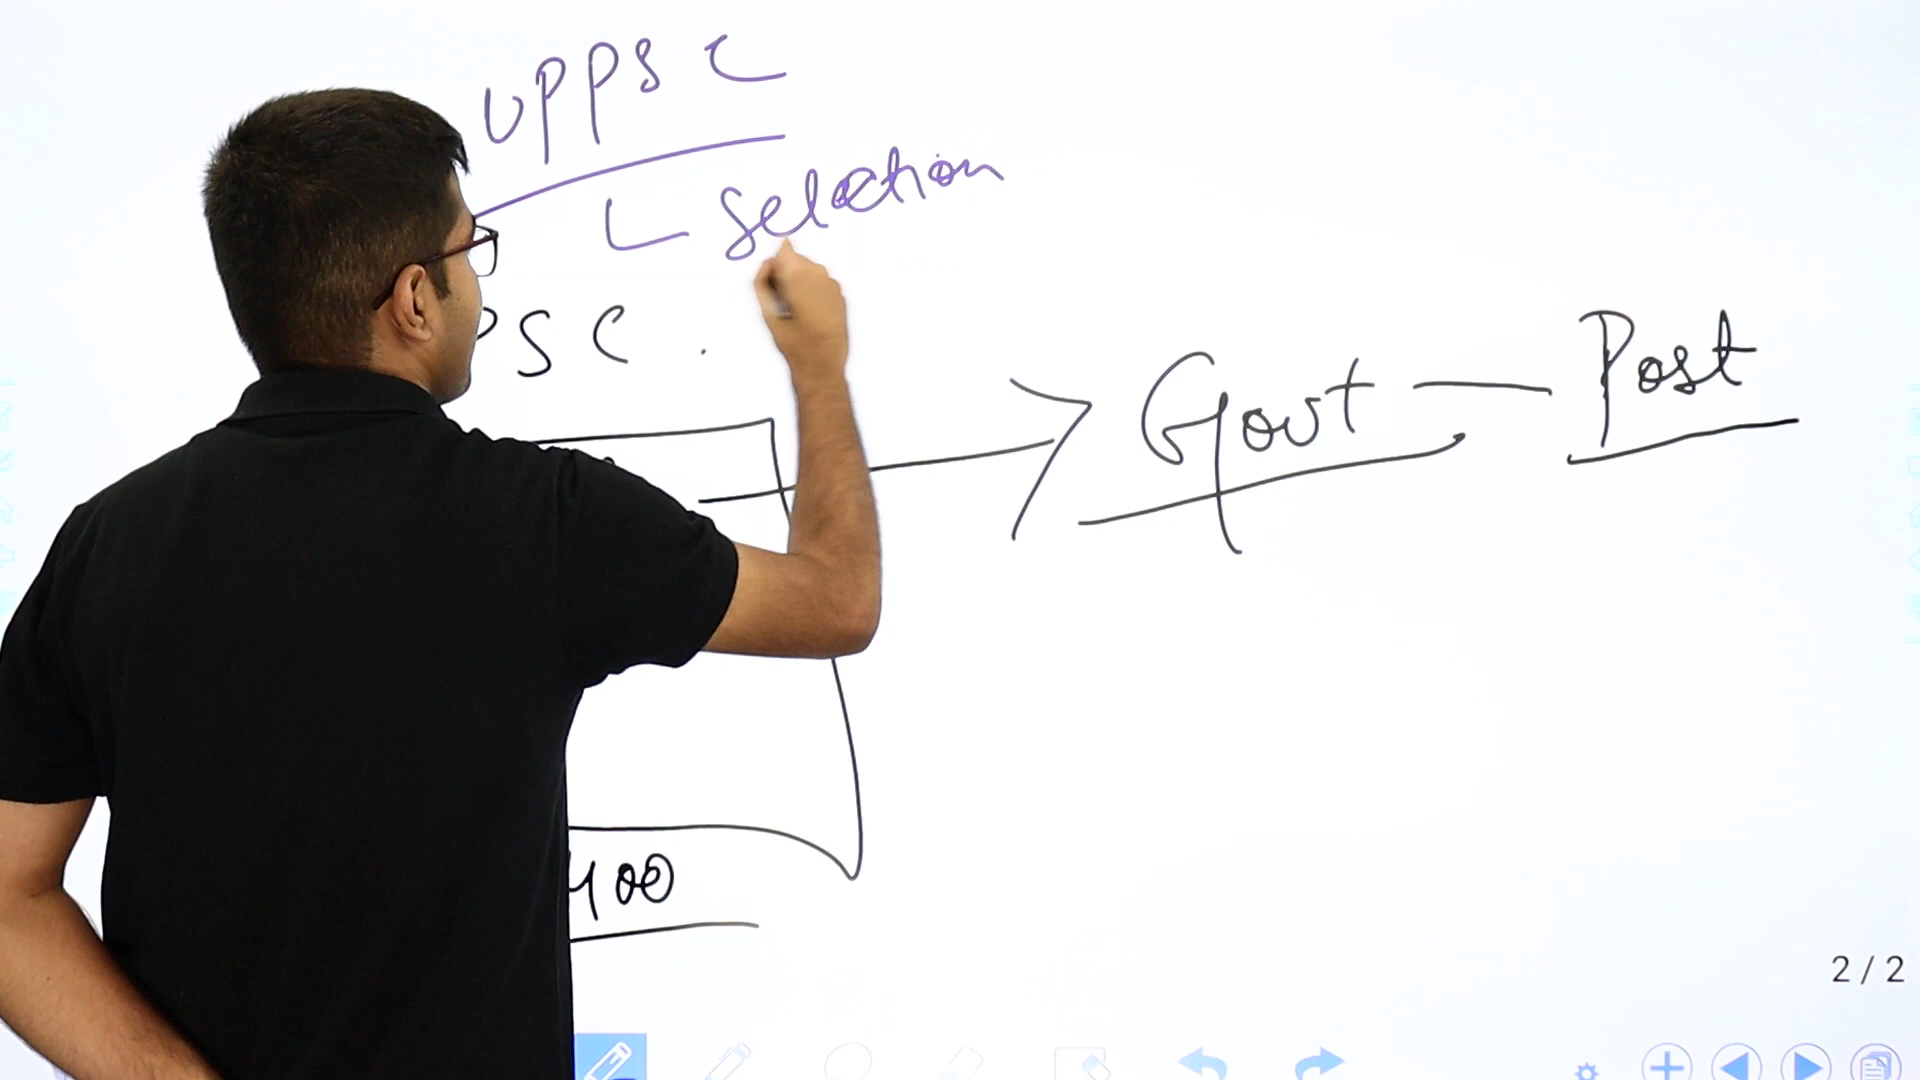 UPPSC
Selection
PSC.
Govt — Post
400
2/2